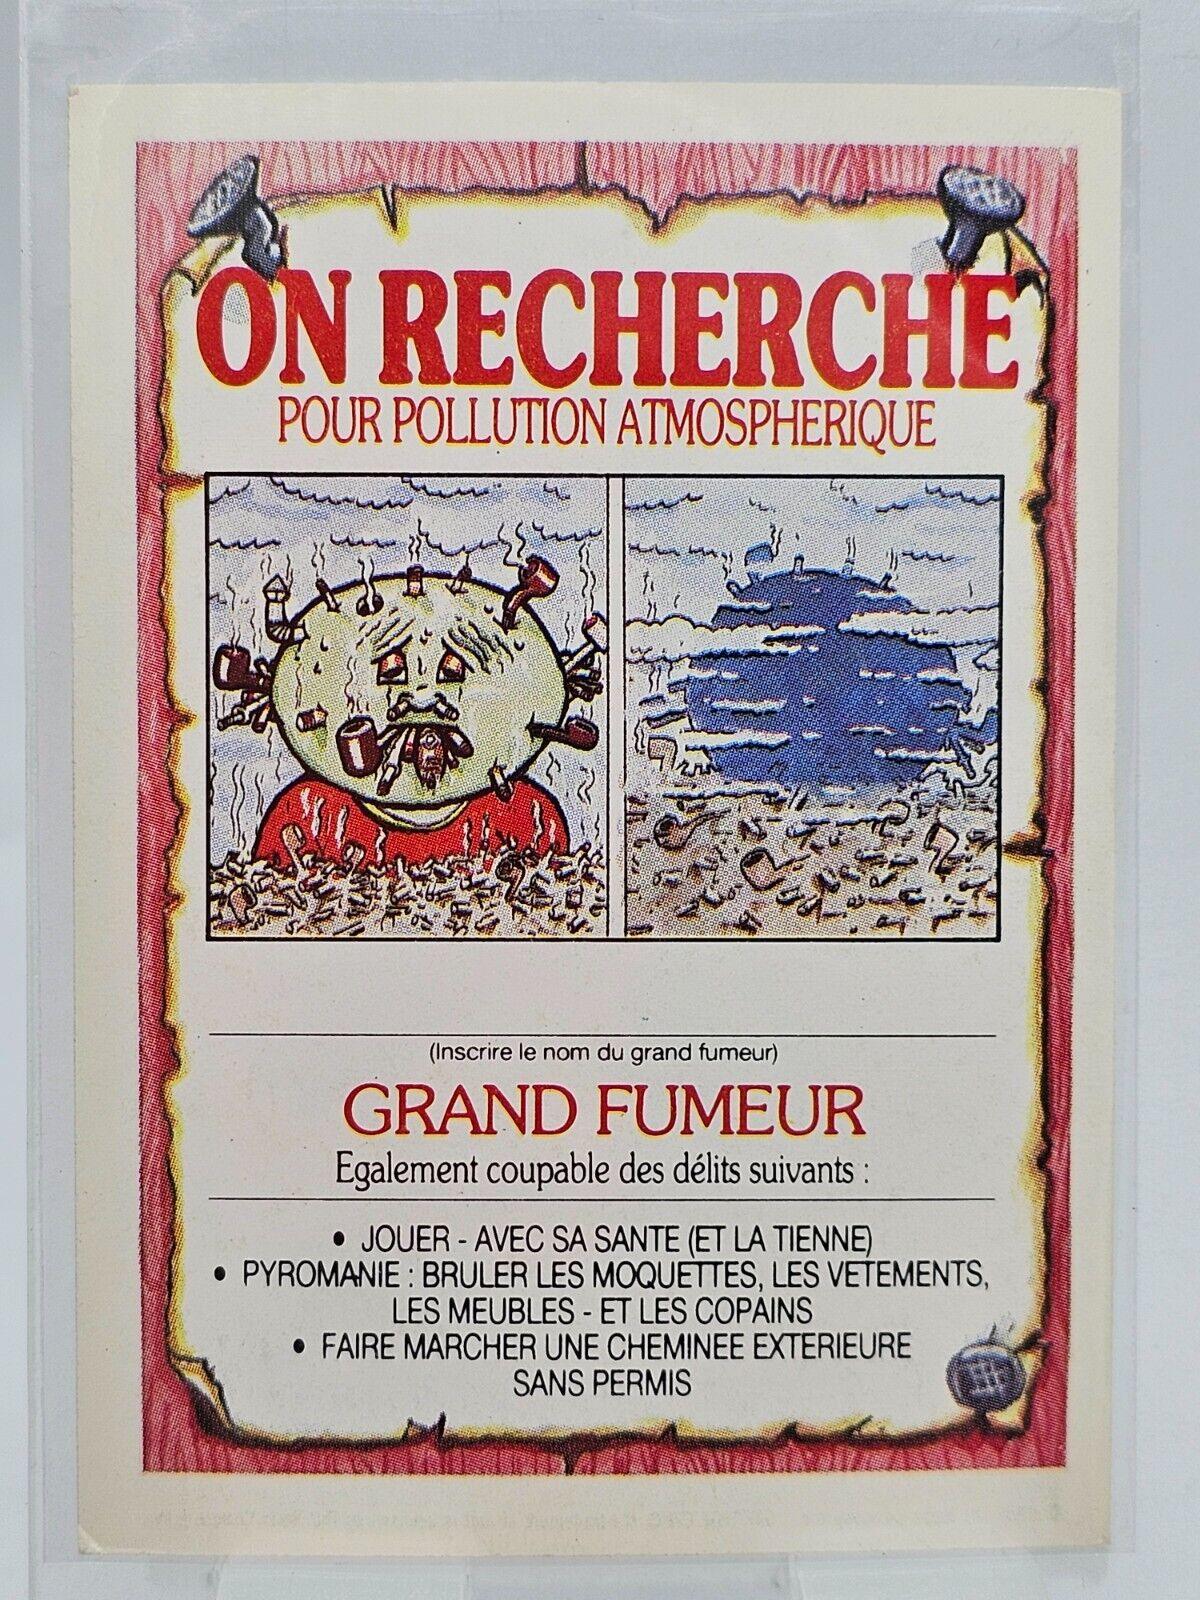 ON RECHERCHE
POUR POLLUTION ATMOSPHERIQUE
(Inscrire le nom du grand fumeur)
GRAND FUMEUR
Egalement coupable des délits suivants :
• JOUER - AVEC SA SANTE (ET LA TIENNE)
• PYROMANIE : BRULER LES MOQUETTES, LES VETEMENTS,
LES MEUBLES - ET LES COPAINS
• FAIRE MARCHER UNE CHEMINEE EXTERIEURE
SANS PERMIS